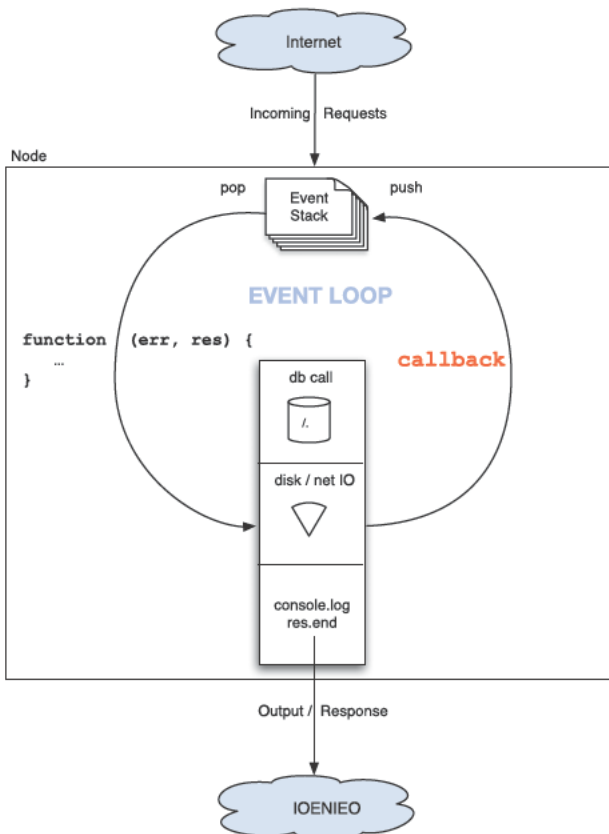 Internet
Incoming Requests
Node
pop
Event
Stack
push
EVENT LOOP
function (err, res) {
...
}
callback
db call
/.
disk / net IO
console.log
res.end
Output / Response
IOENIEO